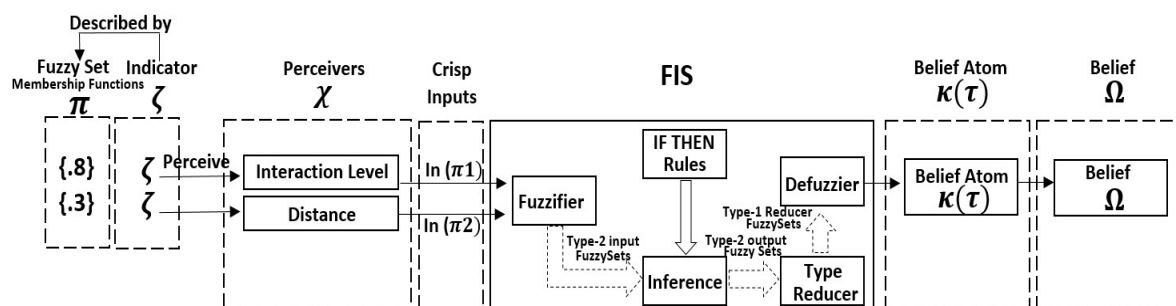 Described by
Fuzzy Set
Membership Functions
π
Indicator
ζ
Perceivers
χ
Crisp
Inputs
FIS
Belief Atom
κ(τ)
Belief
Ω
{.8}
{.3}
ζ
ζ
Perceive
Interaction Level
Distance
In (π1)
In (π2)
Fuzzifier
IF THEN
Rules
Defuzzier
Type-1 Reducer
FuzzySets
Type-2 input
FuzzySets
Type-2 output
Fuzzy Sets
Inference
Type
Reducer
Belief Atom
κ(τ)
Belief
Ω